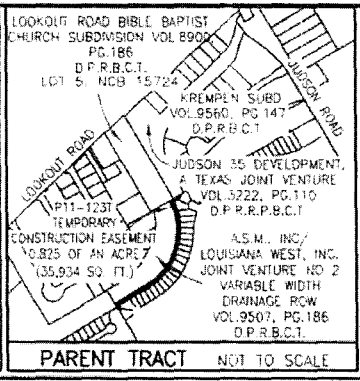 LOOKOUT ROAD BIBLE BAPTIST
CHURCH SUBDIVISION VOL 8900
PG.186
D.P.R.B.C.T.
LOT 5, NCB 15724
KREMPEN SUBD
VOL.9560, PG 147
D.P.R.B.C.T.
JUDSON ROAD
LOOKOUT ROAD
JUDSON 35 DEVELOPMENT,
A TEXAS JOINT VENTURE
VOL.3222, PG.110
D.P.R.R.P.B.C.T
P11-123T
TEMPORARY
CONSTRUCTION EASEMENT
0.825 OF AN ACRE
(35,934 SQ. FT.)
A.S.M., INC/
LOUISIANA WEST, INC.
JOINT VENTURE NO 2
VARIABLE WIDTH
DRAINAGE ROW
VOL.9507, PG.186
D.P.R.B.C.T.
PARENT TRACT NOT TO SCALE